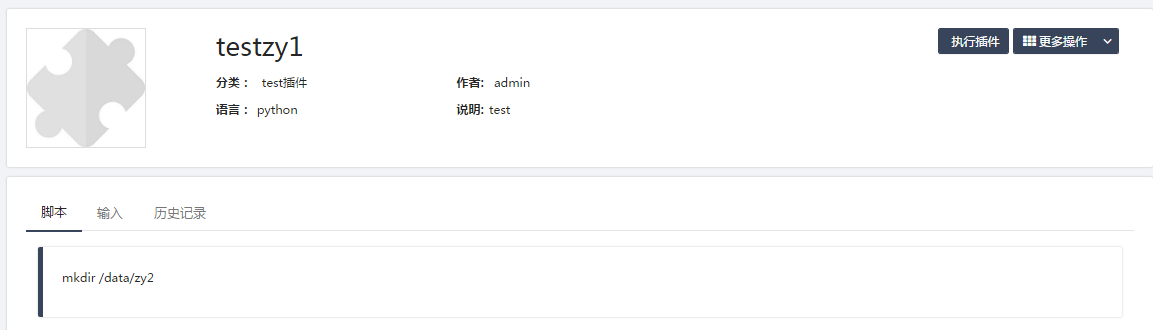 testzy1
执行插件 更多操作
分类： test插件 作者: admin
语言： python 说明: test
脚本 输入 历史记录
mkdir /data/zy2